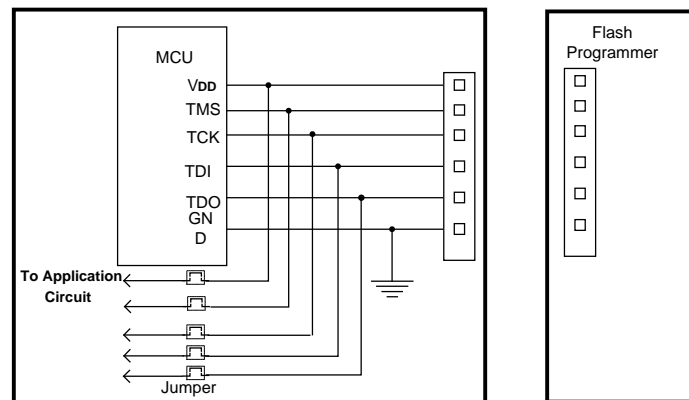 MCU
VDD
TMS
TCK
TDI
TDO
GN
D
To Application
Circuit
Jumper
Flash
Programmer